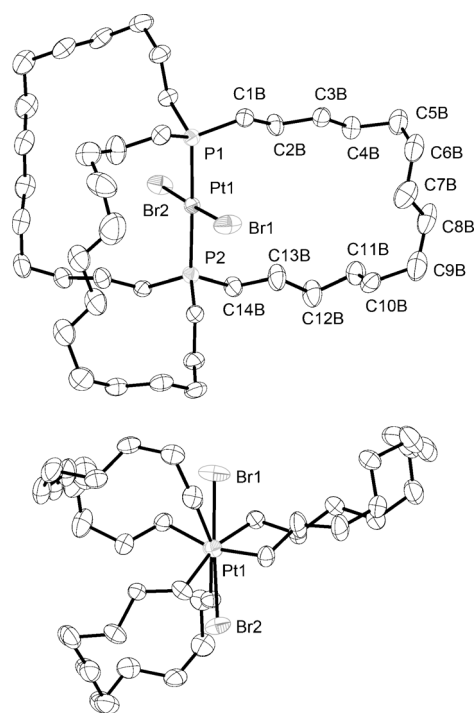 C1B
C3B
C5B
P1
C2B
C4B
C6B
Pt1
C7B
Br2
Br1
C8B
C13B
C11B
P2
C9B
C14B
C10B
C12B
Br1
Pt1
Br2